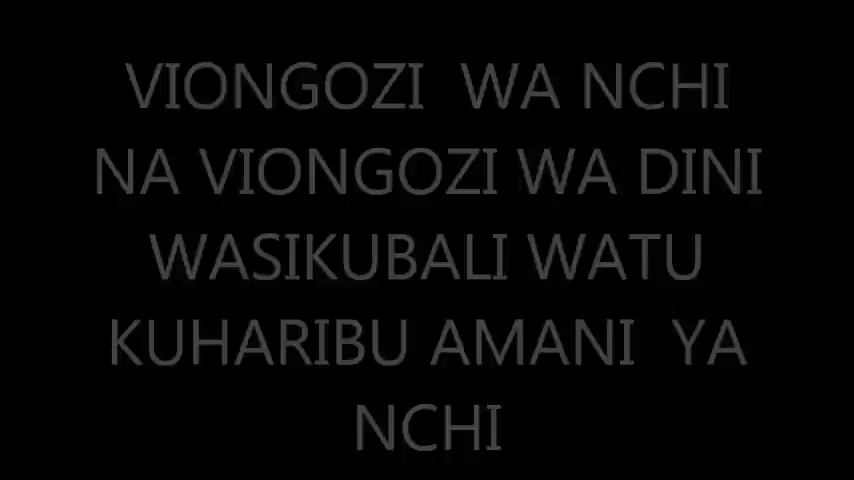 VIONGOZI WA NCHI
NA VIONGOZI WA DINI
WASIKUBALI WATU
KUHARIBU AMANI YA
NCHI